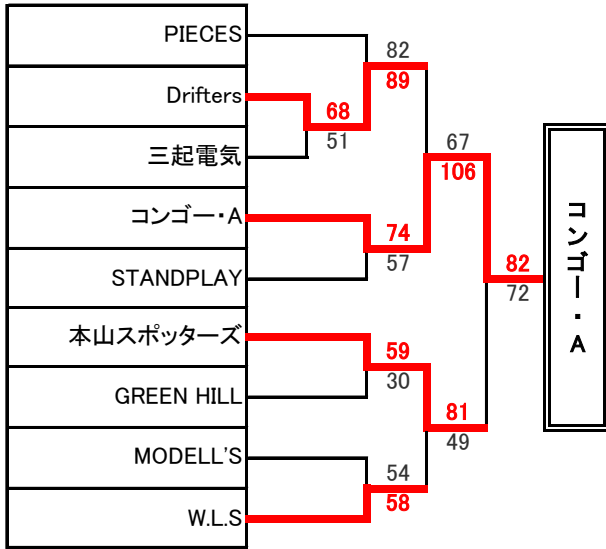 PIECES
Drifters
三起電気
コンゴー・A
STANDPLAY
本山スポッターズ
GREEN HILL
MODELL'S
W.L.S
68
51
82
89
74
57
59
30
54
58
67
106
81
49
82
72
コンゴー・A